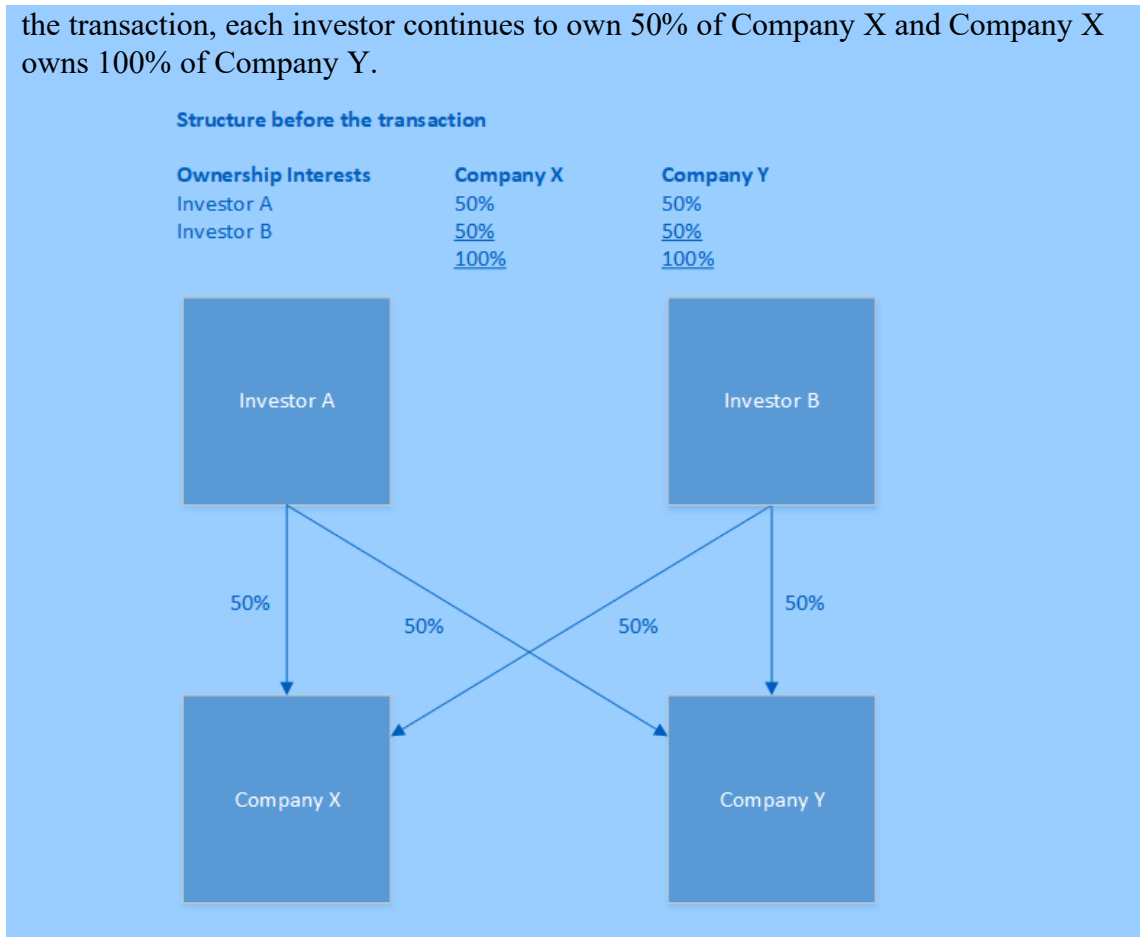 the transaction, each investor continues to own 50% of Company X and Company X
owns 100% of Company Y.
Structure before the transaction
Ownership Interests Company X Company Y
Investor A 50% 50%
Investor B 50% 50%
100% 100%
Investor A Investor B
50% 50%
50% 50%
Company X Company Y